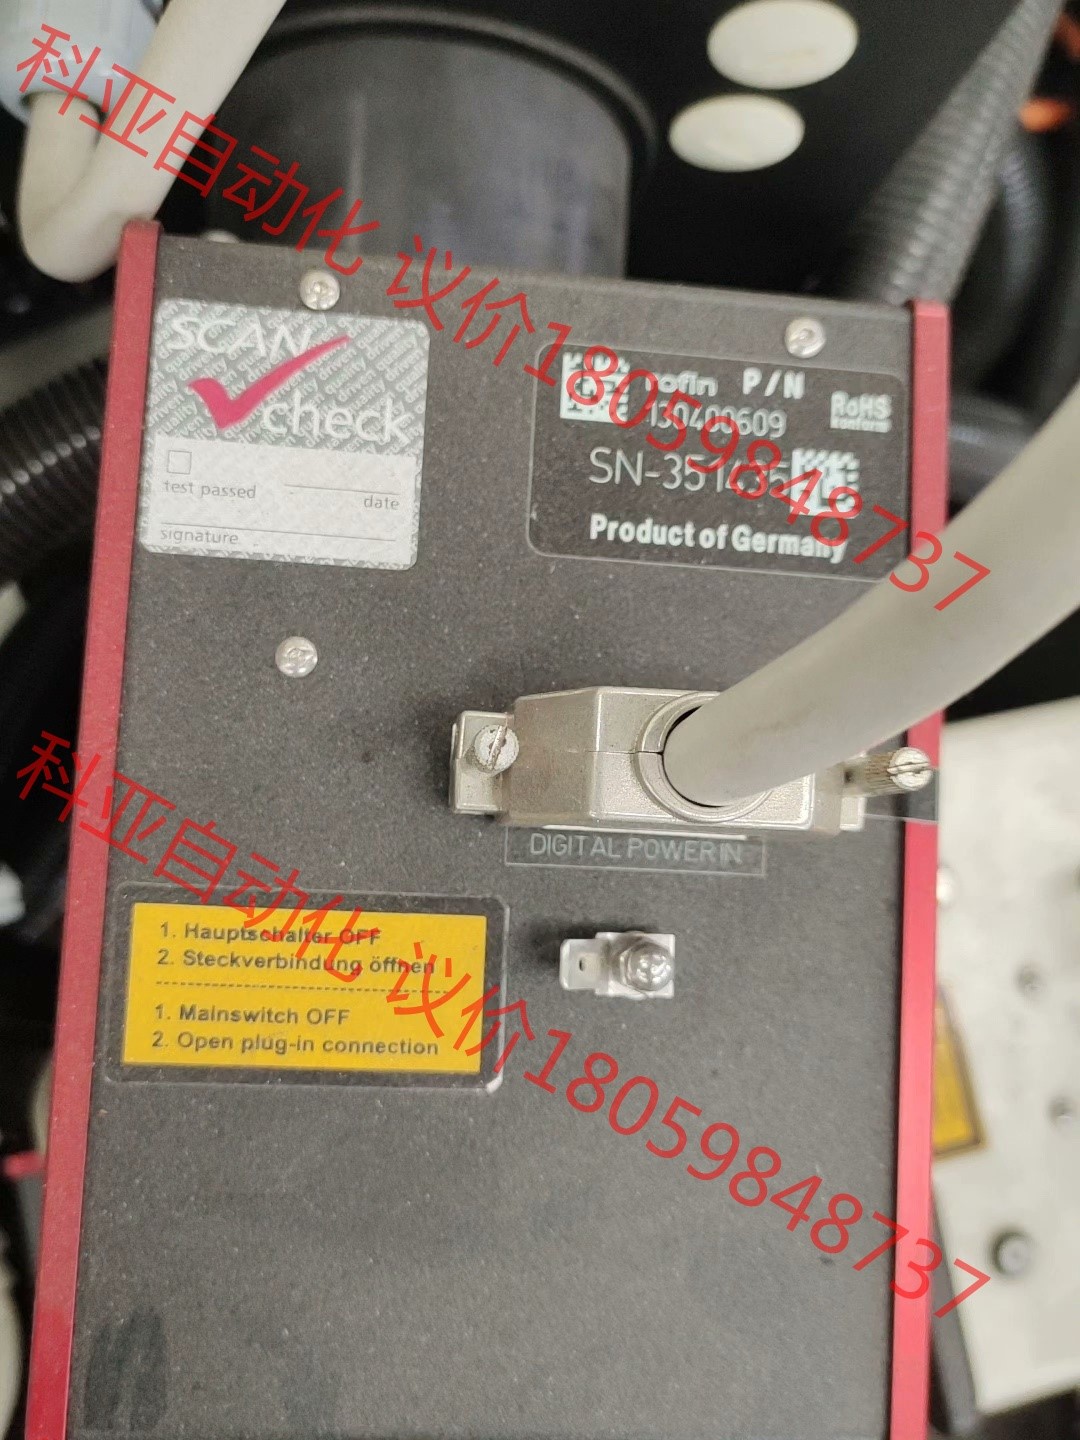 科亚自动化 议价18059848737
SCAN
check
test passed
date
signature
rofin P/N
130400609
RoHS
konform
Product of Germany
DIGITAL POWER IN
1. Hauptschalter OFF
2. Steckverbindung öffnen
1. Mainswitch OFF
2. Open plug-in connection
科亚自动化 议价18059848737